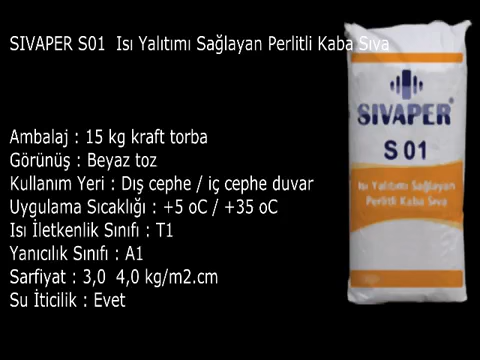 SIVAPER S01  Isı Yalıtımı Sağlayan Perlitli Kaba Sıva
Ambalaj : 15 kg kraft torba
Görünüş : Beyaz toz
Kullanım Yeri : Dış cephe / iç cephe duvar
Uygulama Sıcaklığı : +5 oC / +35 oC
Isı İletkenlik Sınıfı : T1
Yanıcılık Sınıfı : A1
Sarfiyat : 3,0  4,0 kg/m2.cm
Su İticilik : Evet
SIVAPER®
S 01
Isı Yalıtımı Sağlayan
Perlitli Kaba Sıva